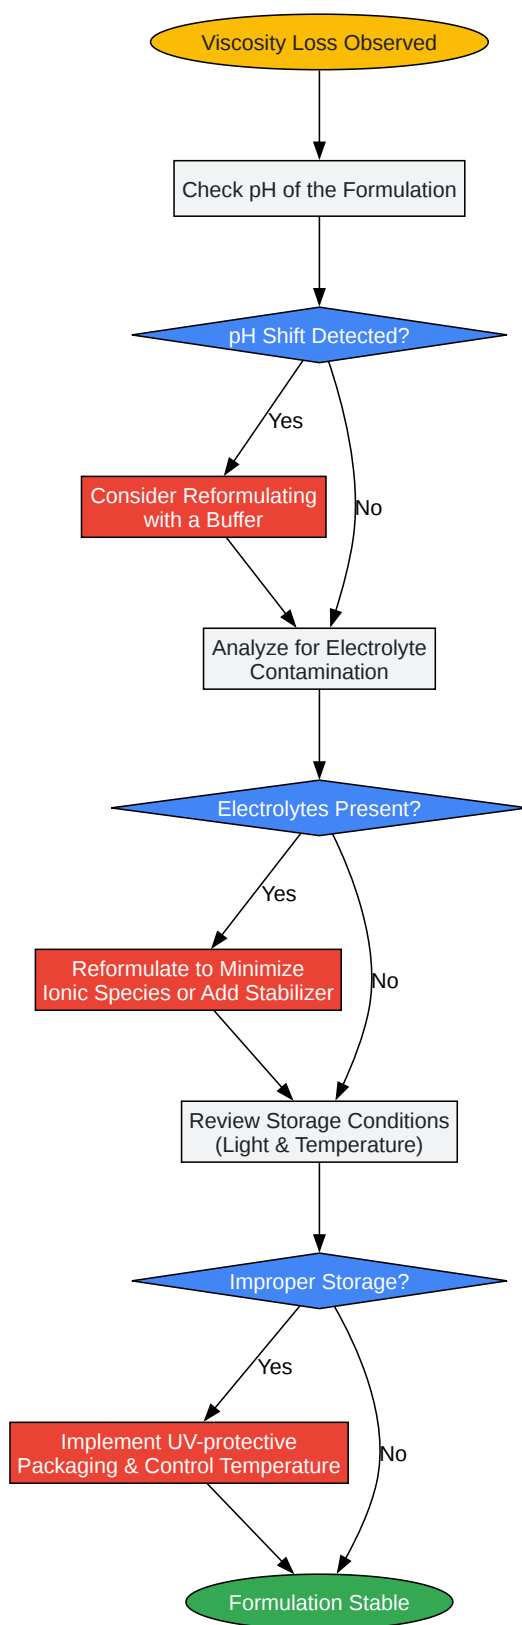 Viscosity Loss Observed
Check pH of the Formulation
pH Shift Detected?
Yes
Consider Reformulating
with a Buffer
No
Analyze for Electrolyte
Contamination
Electrolytes Present?
Yes
Reformulate to Minimize
Ionic Species or Add Stabilizer
No
Review Storage Conditions
(Light & Temperature)
Improper Storage?
Yes
Implement UV-protective
Packaging & Control Temperature
No
Formulation Stable